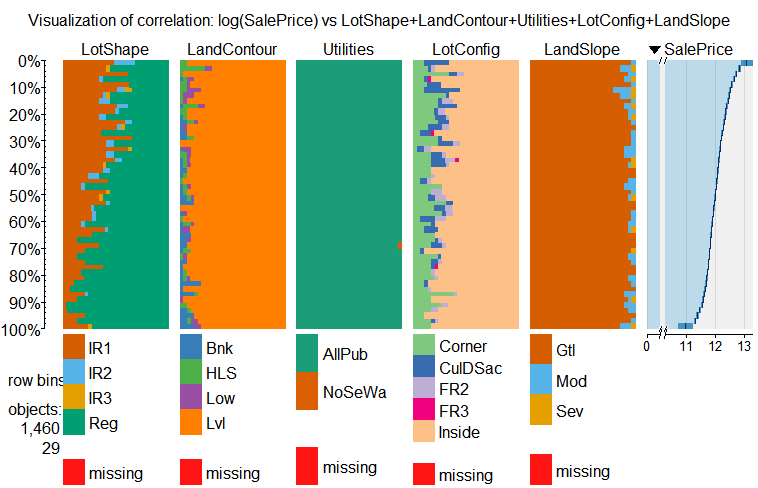 Visualization of correlation: log(SalePrice) vs LotShape+LandContour+Utilities+LotConfig+LandSlope
LotShape LandContour Utilities LotConfig LandSlope SalePrice
0%
10%
20%
30%
40%
50%
60%
70%
80%
90%
100%
0 11 12 13
row bins
objects:
1,460
29
IR1
IR2
IR3
Reg
missing
Bnk
HLS
Low
Lvl
missing
AllPub
NoSeWa
missing
Corner
CulDSac
FR2
FR3
Inside
missing
Gtl
Mod
Sev
missing